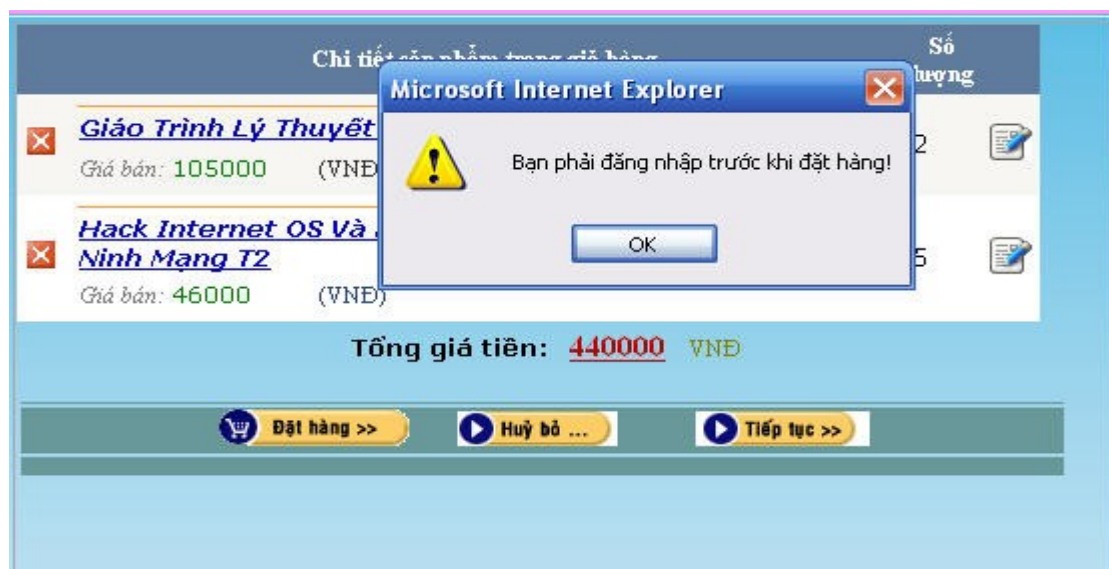 Chi tiết sản phẩm trong giỏ hàng
Số
lượng
Microsoft Internet Explorer
Bạn phải đăng nhập trước khi đặt hàng!
OK
Giáo Trình Lý Thuyết
2
Giá bán: 105000 (VNĐ
Hack Internet OS Và
Ninh Mạng T2
5
Giá bán: 46000 (VNĐ)
Tổng giá tiền: 440000 VNĐ
Đặt hàng >>
Huỷ bỏ ...
Tiếp tục >>